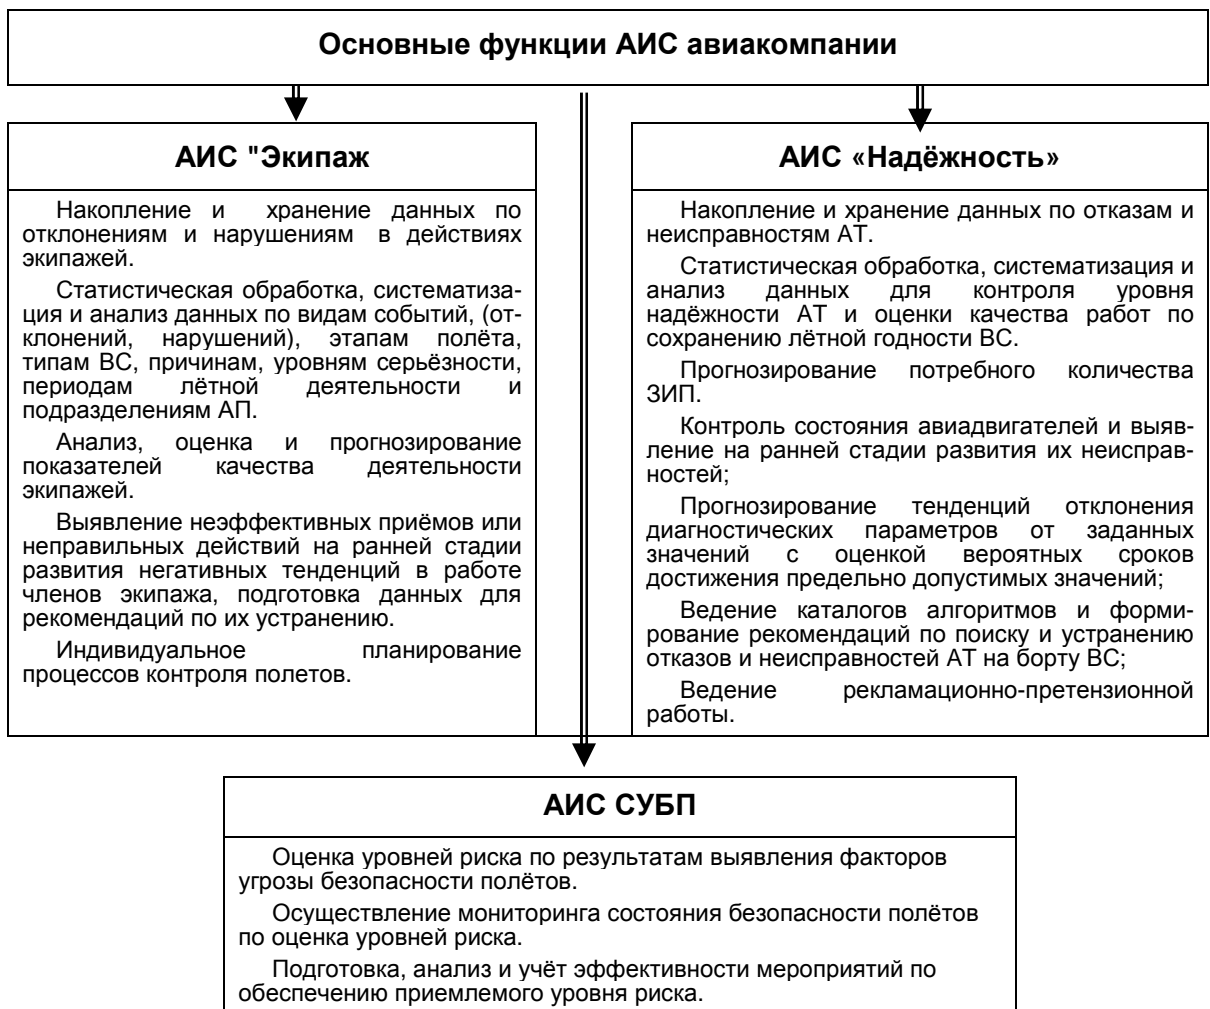 Основные функции АИС авиакомпании
АИС "Экипаж
Накопление и хранение данных по
отклонениям и нарушениям в действиях
экипажей.
Статистическая обработка, систематиза-
ция и анализ данных по видам событий, (от-
клонений, нарушений), этапам полёта,
типам ВС, причинам, уровням серьёзности,
периодам лётной деятельности и
подразделениям АП.
Анализ, оценка и прогнозирование
показателей качества деятельности
экипажей.
Выявление неэффективных приёмов или
неправильных действий на ранней стадии
развития негативных тенденций в работе
членов экипажа, подготовка данных для
рекомендаций по их устранению.
Индивидуальное планирование
процессов контроля полетов.
АИС «Надёжность»
Накопление и хранение данных по отказам и
неисправностям АТ.
Статистическая обработка, систематизация и
анализ данных для контроля уровня
надёжности АТ и оценки качества работ по
сохранению лётной годности ВС.
Прогнозирование потребного количества
ЗИП.
Контроль состояния авиадвигателей и выяв-
ление на ранней стадии развития их неисправ-
ностей;
Прогнозирование тенденций отклонения
диагностических параметров от заданных
значений с оценкой вероятных сроков
достижения предельно допустимых значений;
Ведение каталогов алгоритмов и форми-
рование рекомендаций по поиску и устранению
отказов и неисправностей АТ на борту ВС;
Ведение рекламационно-претензионной
работы.
АИС СУБП
Оценка уровней риска по результатам выявления факторов
угрозы безопасности полётов.
Осуществление мониторинга состояния безопасности полётов
по оценка уровней риска.
Подготовка, анализ и учёт эффективности мероприятий по
обеспечению приемлемого уровня риска.